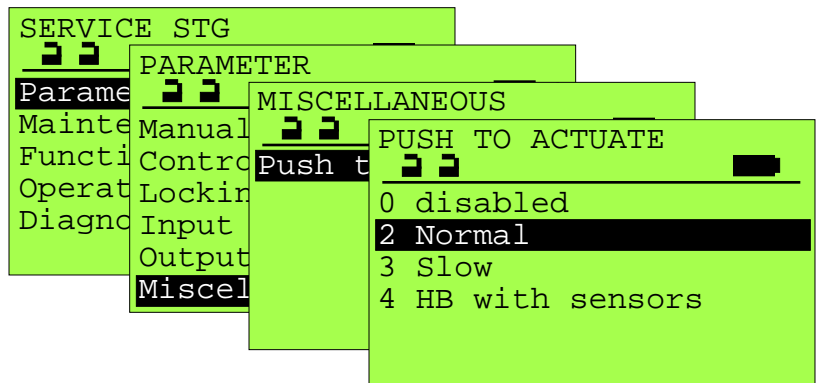 SERVICE STG
Parame
Mainte
Functi
Operat
Diagno
PARAMETER
Manual
Contro
Lockin
Input
Output
Miscel
MISCELLANEOUS
Push t
PUSH TO ACTUATE
0 disabled
2 Normal
3 Slow
4 HB with sensors